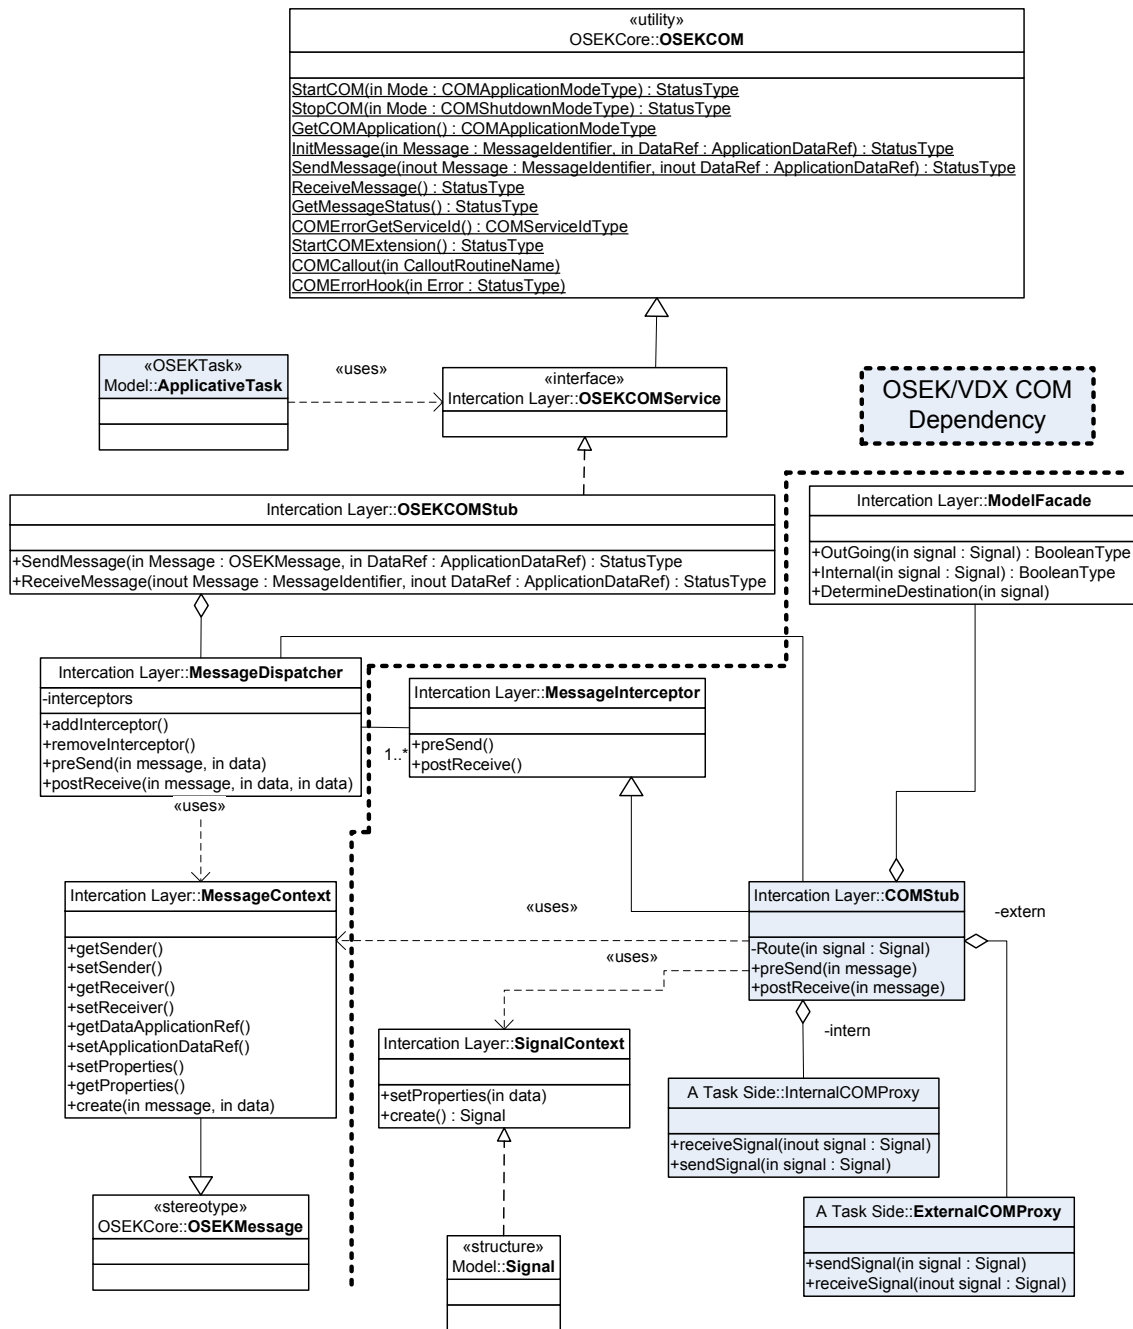 «utility»
OSEKCore::OSEKCOM
StartCOM(in Mode : COMApplicationModeType) : StatusType
StopCOM(in Mode : COMShutdownModeType) : StatusType
GetCOMApplication() : COMApplicationModeType
InitMessage(in Message : MessageIdentifier, in DataRef : ApplicationDataRef) : StatusType
SendMessage(inout Message : MessageIdentifier, inout DataRef : ApplicationDataRef) : StatusType
ReceiveMessage() : StatusType
GetMessageStatus() : StatusType
COMErrorGetServiceId() : COMServiceIdType
StartCOMExtension() : StatusType
COMCallout(in CalloutRoutineName)
COMErrorHook(in Error : StatusType)
«OSEKTask»
Model::ApplicativeTask
«uses»
«interface»
Intercation Layer::OSEKCOMService
OSEK/VDX COM
Dependency
Intercation Layer::OSEKCOMStub
+SendMessage(in Message : OSEKMessage, in DataRef : ApplicationDataRef) : StatusType
+ReceiveMessage(inout Message : MessageIdentifier, inout DataRef : ApplicationDataRef) : StatusType
Intercation Layer::ModelFacade
+OutGoing(in signal : Signal) : BooleanType
+Internal(in signal : Signal) : BooleanType
+DetermineDestination(in signal)
Intercation Layer::MessageDispatcher
-interceptors
+addInterceptor()
+removeInterceptor()
+preSend(in message, in data)
+postReceive(in message, in data, in data)
1..*
Intercation Layer::MessageInterceptor
+preSend()
+postReceive()
«uses»
Intercation Layer::MessageContext
+getSender()
+setSender()
+getReceiver()
+setReceiver()
+getDataApplicationRef()
+setApplicationDataRef()
+setProperties()
+getProperties()
+create(in message, in data)
«uses»
«uses»
Intercation Layer::COMStub
-Route(in signal : Signal)
+preSend(in message)
+postReceive(in message)
-extern
-intern
Intercation Layer::SignalContext
+setProperties(in data)
+create() : Signal
A Task Side::InternalCOMProxy
+receiveSignal(inout signal : Signal)
+sendSignal(in signal : Signal)
«stereotype»
OSEKCore::OSEKMessage
«structure»
Model::Signal
A Task Side::ExternalCOMProxy
+sendSignal(in signal : Signal)
+receiveSignal(inout signal : Signal)